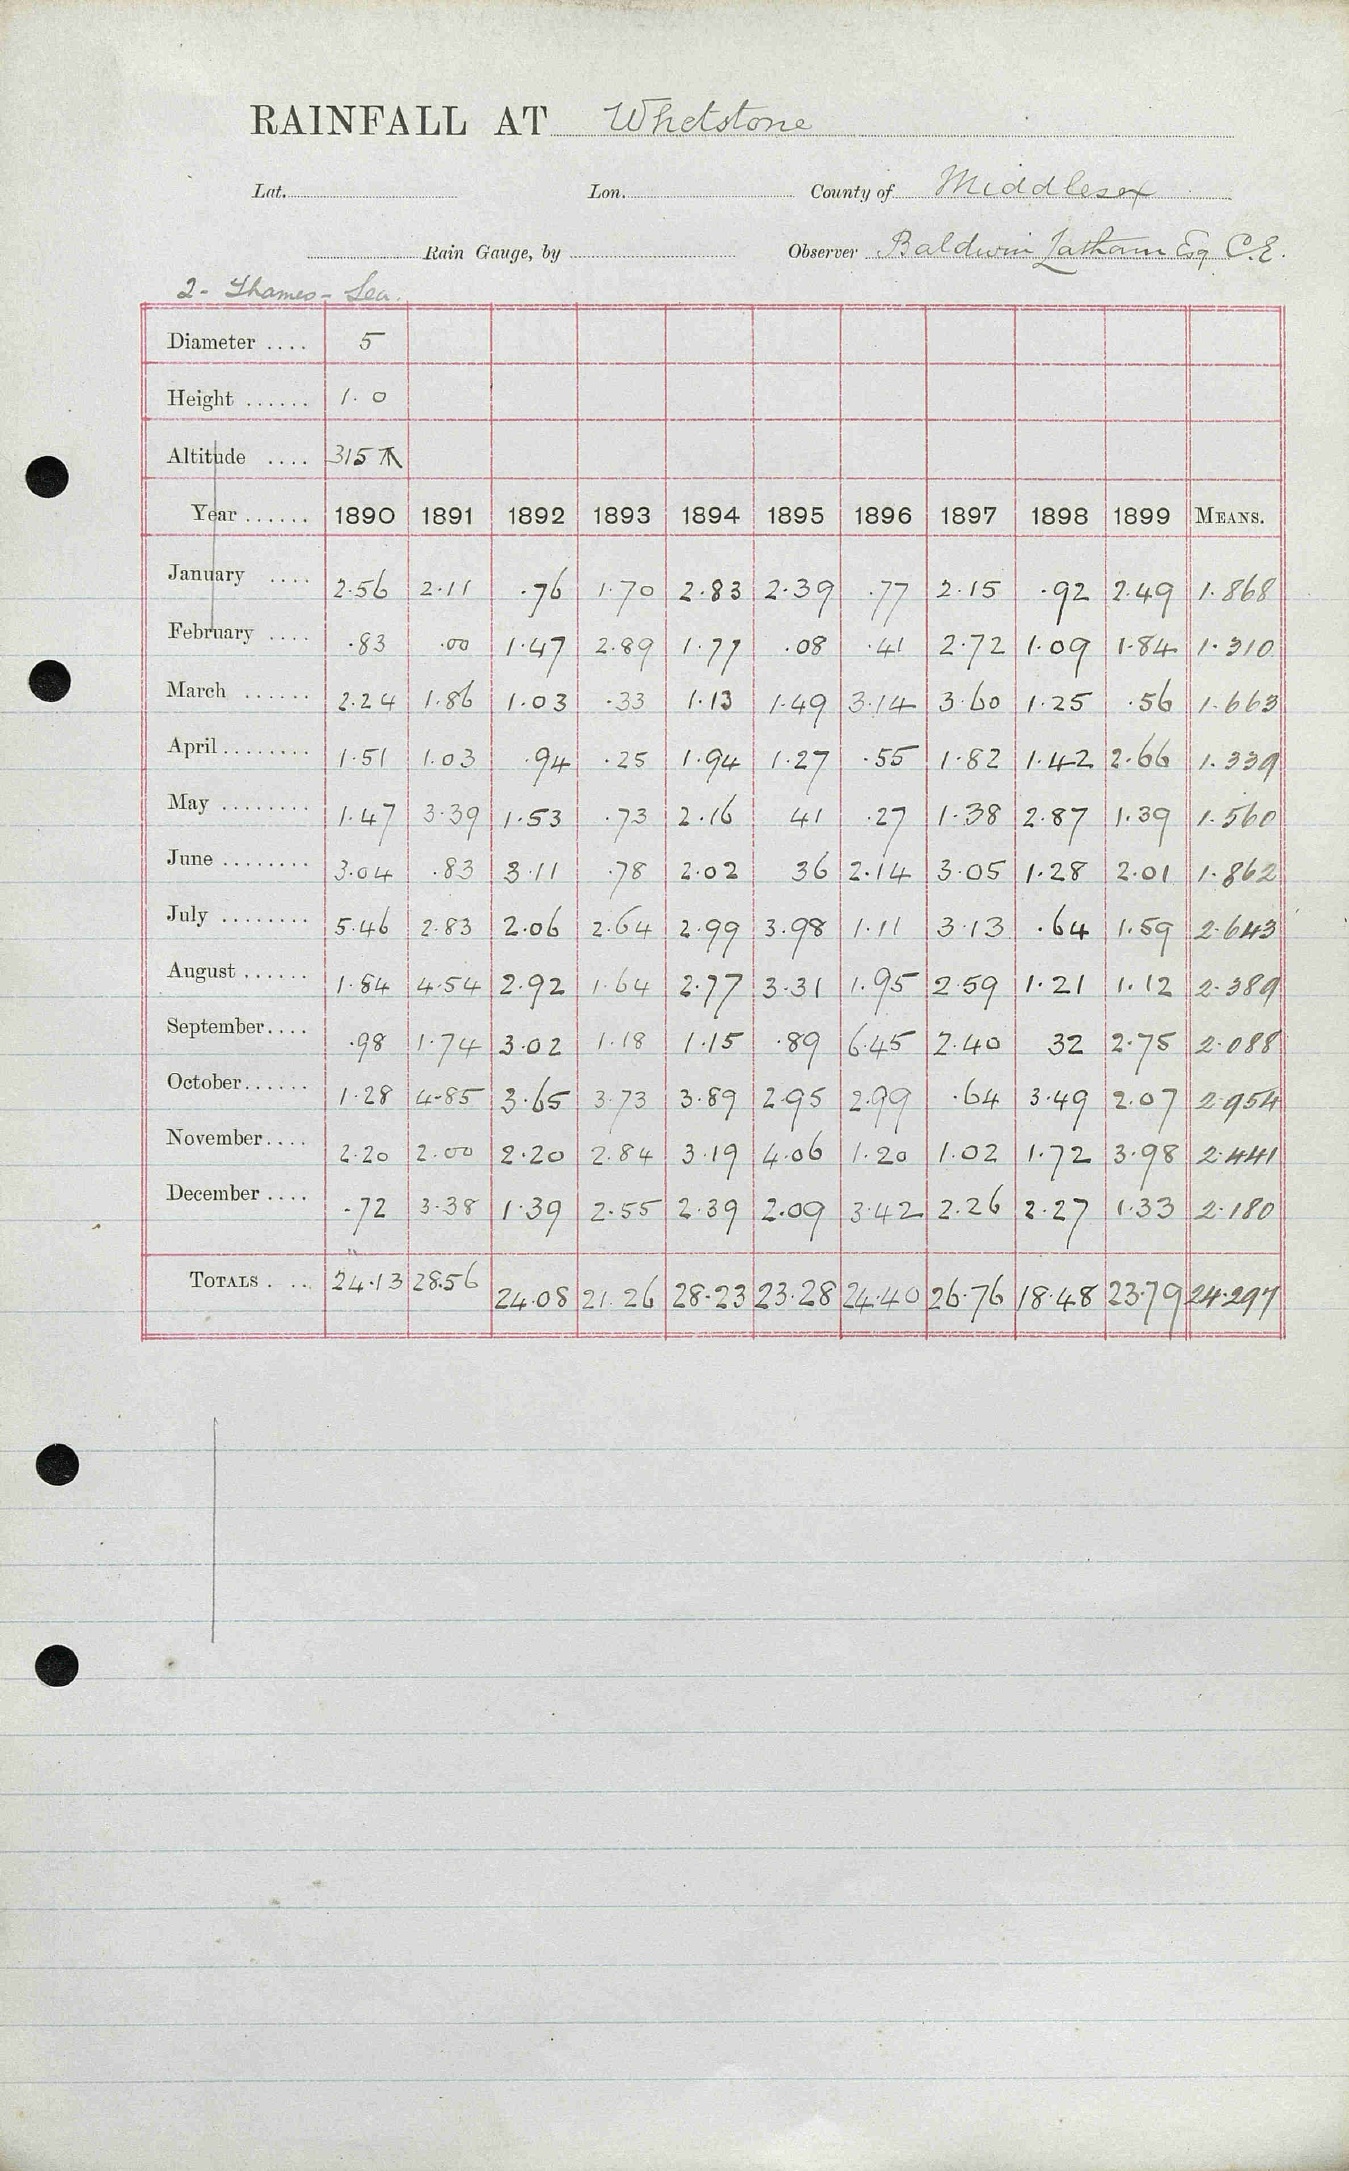 RAINFALL AT Whetstone
Lat. Lon. County of Middlesex
Rain Gauge, by Observer Baldwin Latham Esq C.E.
2- Thames - Lea.
Diameter .... 5
Height ...... 1.0
Altitude .... 315
Year ...... 1890 1891 1892 1893 1894 1895 1896 1897 1898 1899 MEANS.
January .... 2.56 2.11 .76 1.70 2.83 2.39 .77 2.15 .92 2.49 1.868
February .... .83 .00 1.47 2.89 1.77 .08 .41 2.72 1.09 1.84 1.310
March ...... 2.24 1.86 1.03 .33 1.13 1.49 3.14 3.60 1.25 .56 1.663
April ........ 1.51 1.03 .94 .25 1.94 1.27 .55 1.82 1.42 2.66 1.339
May ........ 1.47 3.39 1.53 .73 2.16 41 .27 1.38 2.87 1.39 1.560
June ........ 3.04 .83 3.11 .78 2.02 36 2.14 3.05 1.28 2.01 1.862
July ........ 5.46 2.83 2.06 2.64 2.99 3.98 1.11 3.13 .64 1.59 2.643
August ...... 1.84 4.54 2.92 1.64 2.77 3.31 1.95 2.59 1.21 1.12 2.389
September.... .98 1.74 3.02 1.18 1.15 .89 6.45 2.40 32 2.75 2.088
October...... 1.28 4.85 3.65 3.73 3.89 2.95 2.99 .64 3.49 2.07 2.954
November.... 2.20 2.00 2.20 2.84 3.19 4.06 1.20 1.02 1.72 3.98 2.441
December .... .72 3.38 1.39 2.55 2.39 2.09 3.42 2.26 2.27 1.33 2.180
TOTALS . ... 24.13 28.56 24.08 21.26 28.23 23.28 24.40 26.76 18.48 23.79 24.297